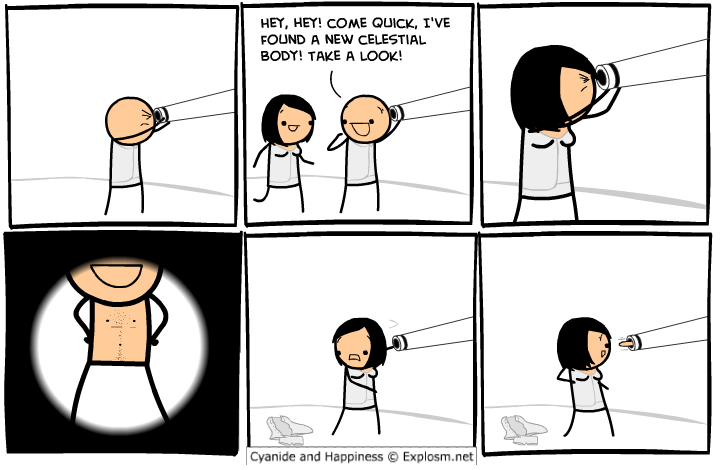 HEY, HEY! COME QUICK, I'VE
FOUND A NEW CELESTIAL
BODY! TAKE A LOOK!
Cyanide and Happiness © Explosm.net